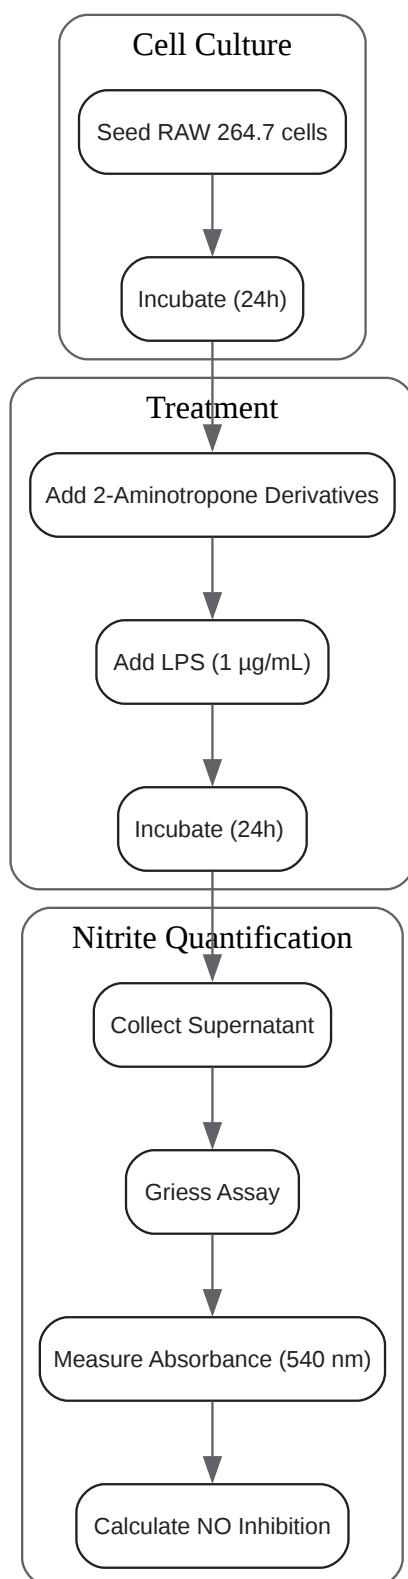 Cell Culture
Seed RAW 264.7 cells
Incubate (24h)
Treatment
Add 2-Aminotropone Derivatives
Add LPS (1 µg/mL)
Incubate (24h)
Nitrite Quantification
Collect Supernatant
Griess Assay
Measure Absorbance (540 nm)
Calculate NO Inhibition